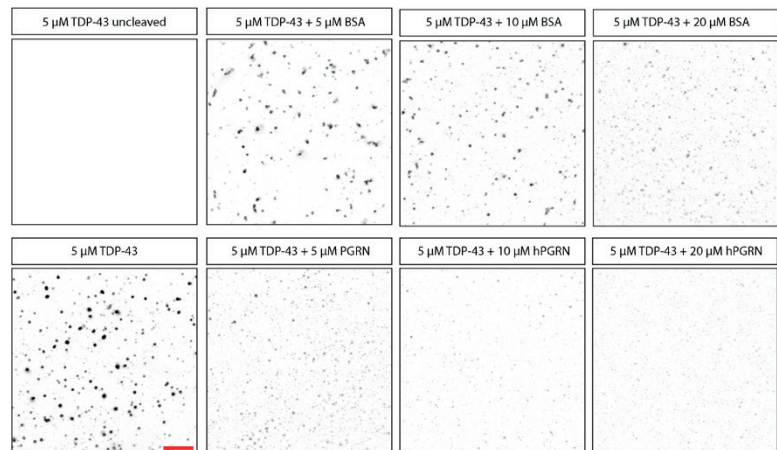 5 μM TDP-43 uncleaved
5 μM TDP-43 + 5 μM BSA
5 μM TDP-43 + 10 μM BSA
5 μM TDP-43 + 20 μM BSA
5 μM TDP-43
5 μM TDP-43 + 5 μM PGRN
5 μM TDP-43 + 10 μM hPGRN
5 μM TDP-43 + 20 μM hPGRN